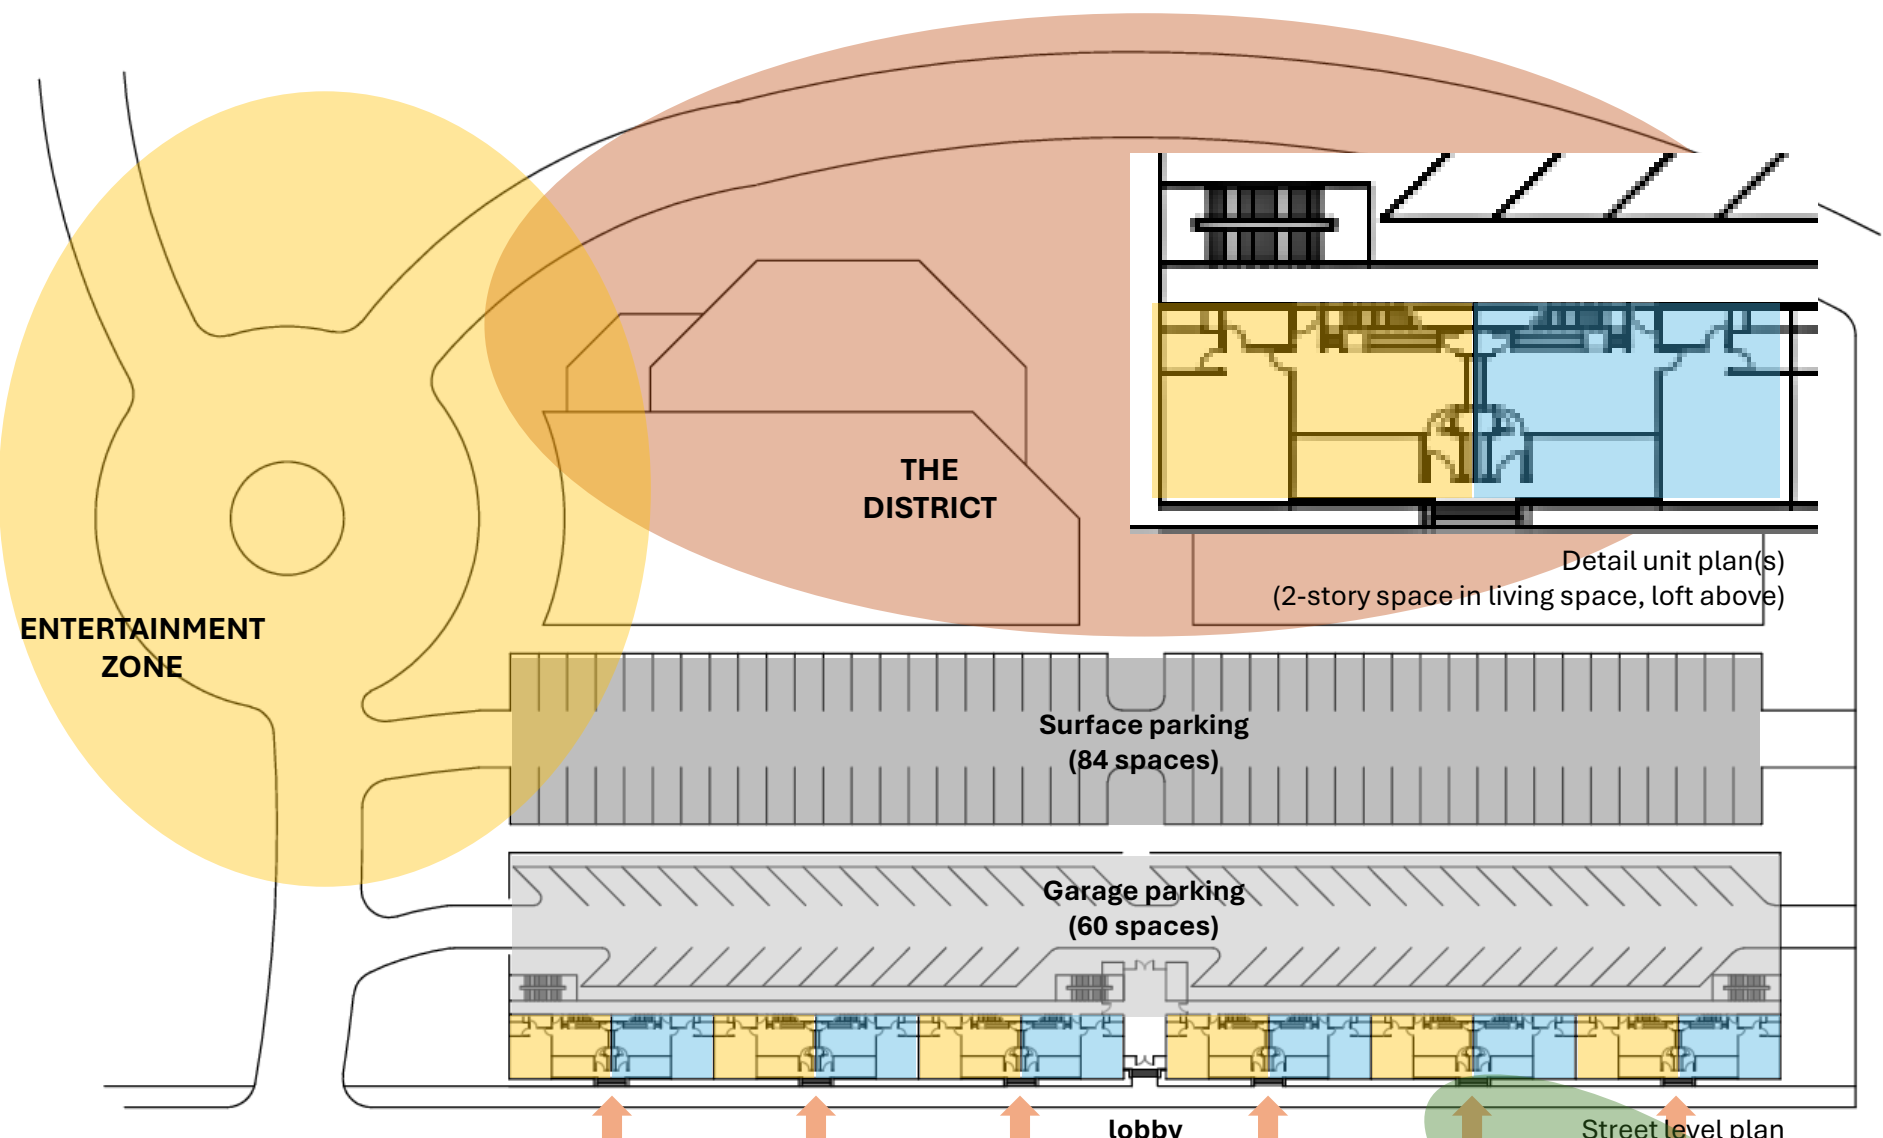 THE
DISTRICT
Detail unit plan(s)
(2-story space in living space, loft above)
ENTERTAINMENT
ZONE
Surface parking
(84 spaces)
Garage parking
(60 spaces)
lobby
Street level plan